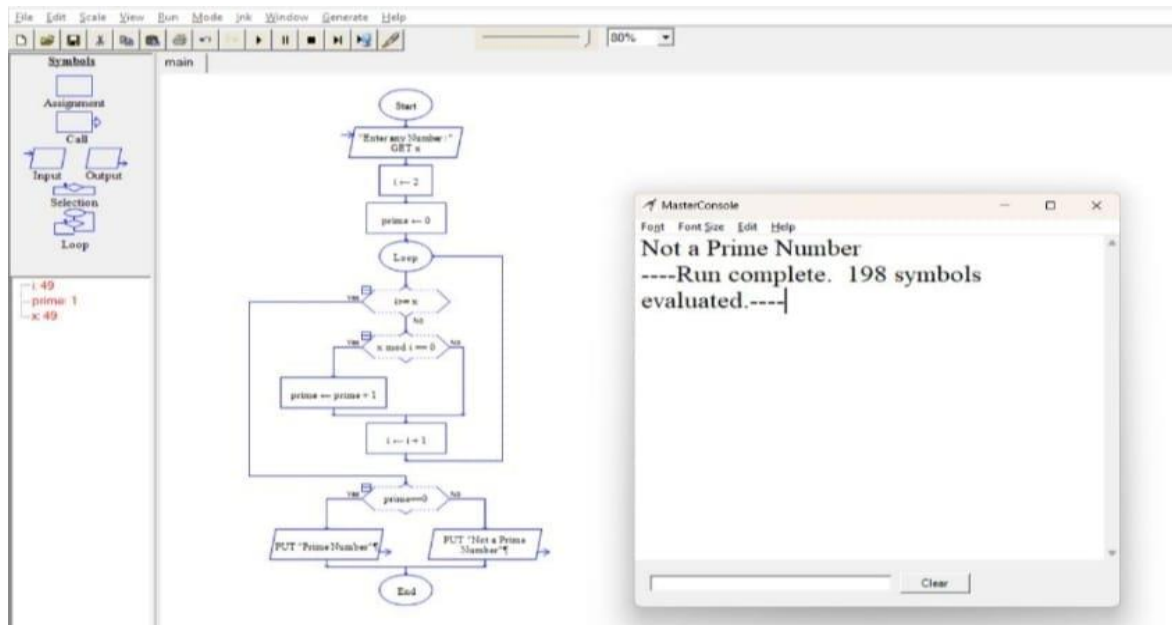 File Edit Scale View Run Mode Ink Window Generate Help
80%
Symbols
main
Assignment
Call
Input Output
Selection
Loop
i: 49
prime: 1
x: 49
Start
"Enter any Number :"
GET x
i ← 2
prime ← 0
Loop
i>= x
Yes
No
x mod i == 0
Yes
No
prime ← prime + 1
i ← i + 1
prime==0
Yes
No
PUT "Prime Number"¶
PUT "Not a Prime
Number"¶
End
MasterConsole
Font Font Size Edit Help
Not a Prime Number
----Run complete.  198 symbols
evaluated.----
Clear